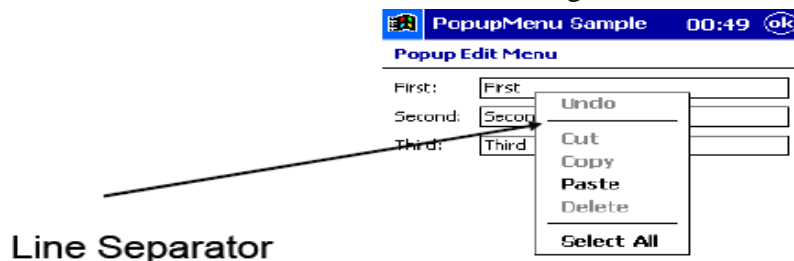 PopupMenu Sample 00:49 ok
Popup Edit Menu
First: First
Undo
Second: Secon
Cut
Third: Third
Copy
Paste
Delete
Select All
Line Separator